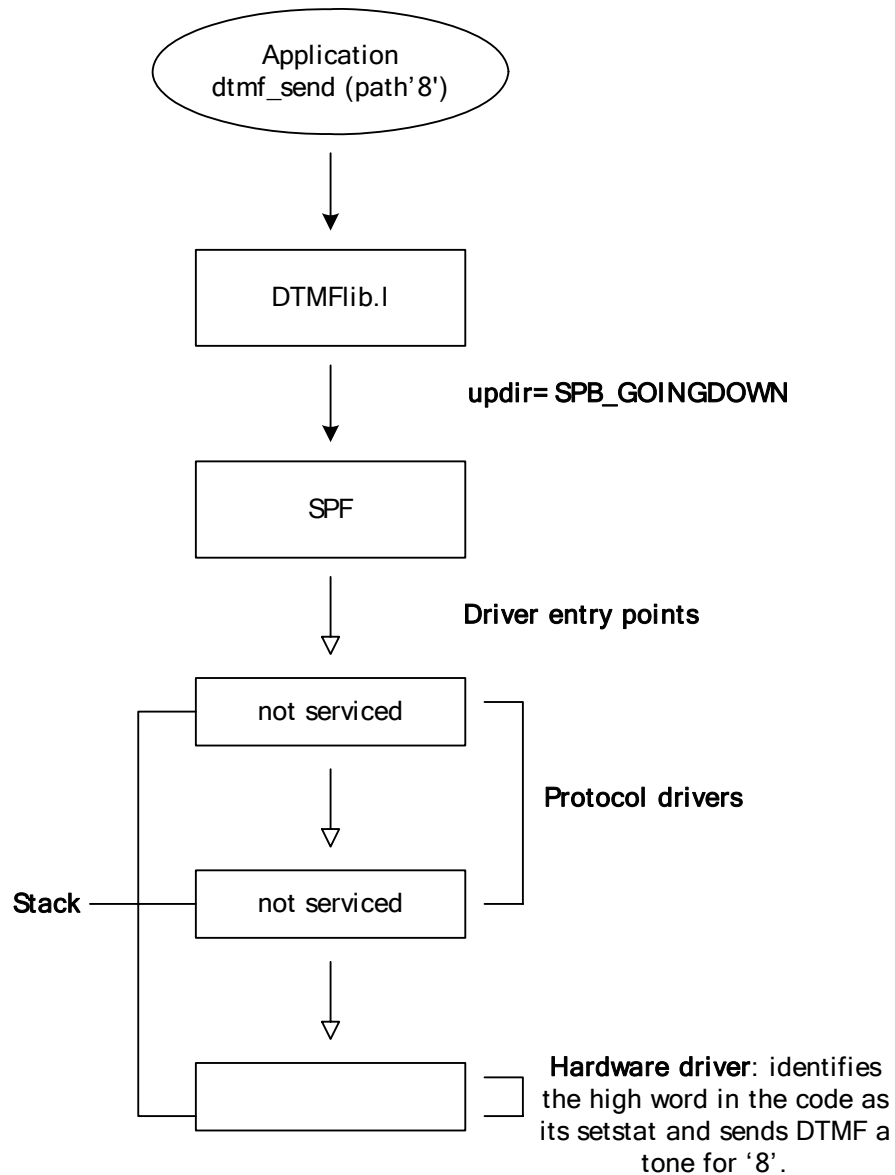 Application
dtmf_send (path’8')
DTMFlib.l
updir= SPB_GOINGDOWN
SPF
Driver entry points
not serviced
Protocol drivers
Stack
not serviced
Hardware driver: identifies
the high word in the code as
its setstat and sends DTMF a
tone for ‘8’.